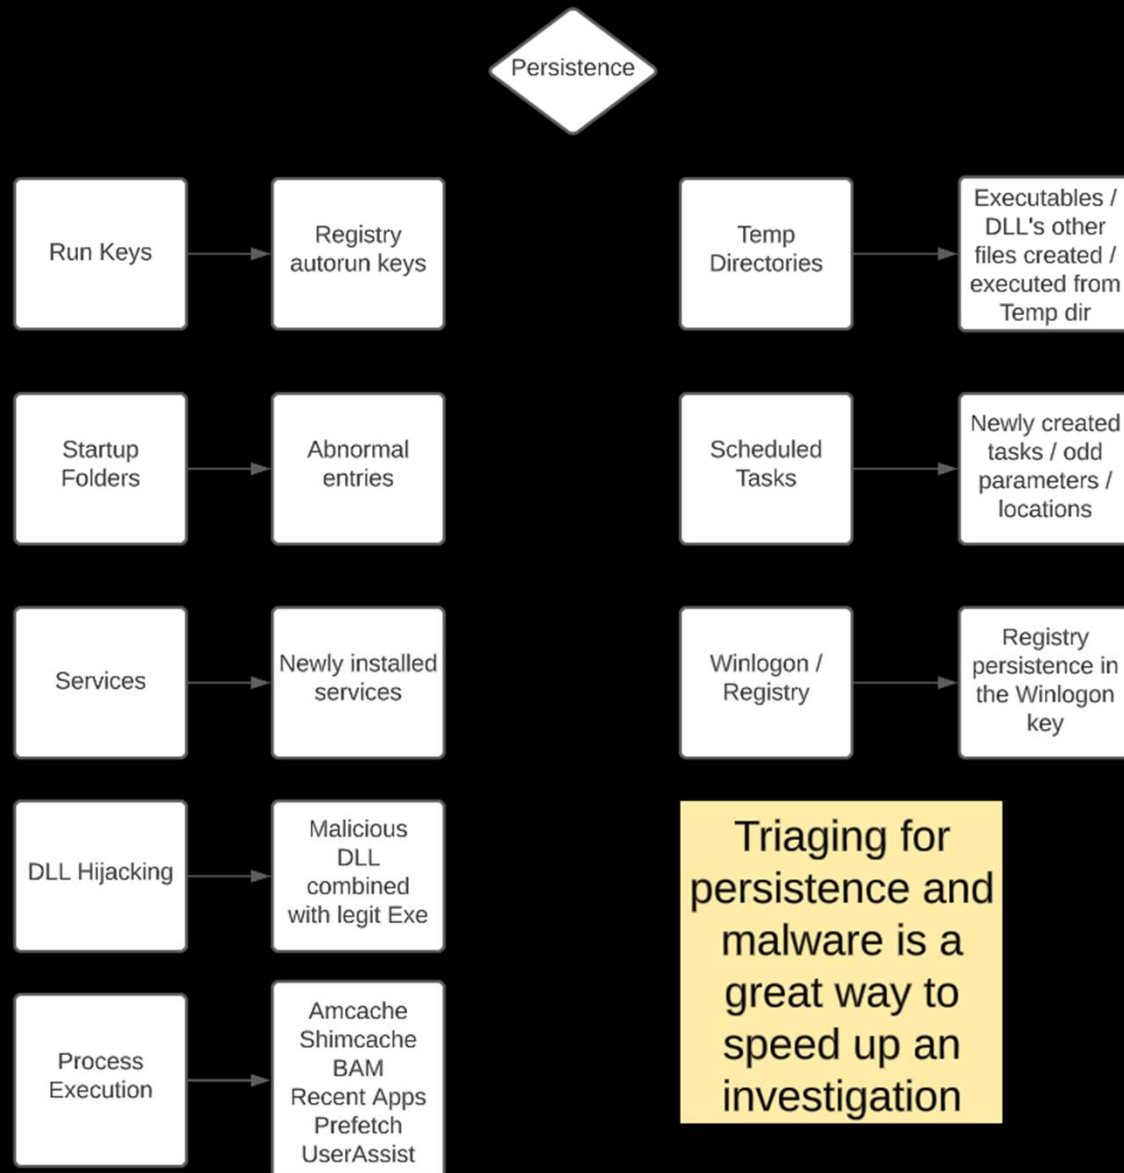 Persistence
Run Keys
Registry
autorun keys
Temp
Directories
Executables /
DLL's other
files created /
executed from
Temp dir
Startup
Folders
Abnormal
entries
Scheduled
Tasks
Newly created
tasks / odd
parameters /
locations
Services
Newly installed
services
Winlogon /
Registry
Registry
persistence in
the Winlogon
key
DLL Hijacking
Malicious
DLL
combined
with legit Exe
Triaging for
persistence and
malware is a
great way to
speed up an
investigation
Process
Execution
Amcache
Shimcache
BAM
Recent Apps
Prefetch
UserAssist